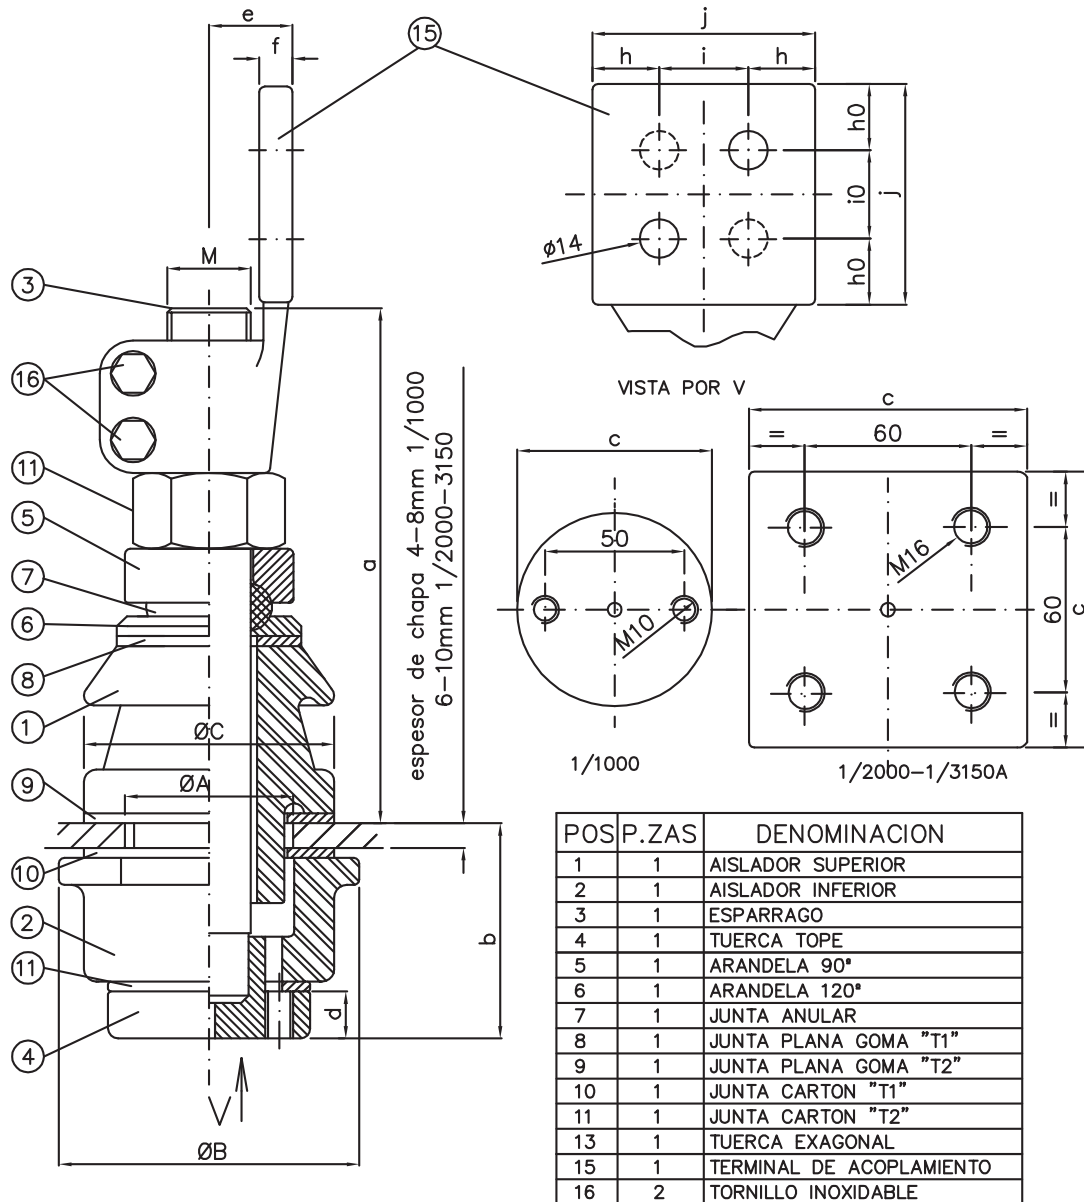 e
f
15
j
h
i
h
h0
i0
h0
j
ø14
M
3
16
11
5
7
6
8
1
9
10
2
11
4
a
b
d
ØC
ØA
ØB
V
espesor de chapa 4-8mm 1/1000
6-10mm 1/2000-3150
VISTA POR V
c
50
M10
1/1000
c
=
60
=
M16
=
60
=
c
1/2000-1/3150A
POS P.ZAS DENOMINACION
1 1 AISLADOR SUPERIOR
2 1 AISLADOR INFERIOR
3 1 ESPARRAGO
4 1 TUERCA TOPE
5 1 ARANDELA 90º
6 1 ARANDELA 120º
7 1 JUNTA ANULAR
8 1 JUNTA PLANA GOMA "T1"
9 1 JUNTA PLANA GOMA "T2"
10 1 JUNTA CARTON "T1"
11 1 JUNTA CARTON "T2"
13 1 TUERCA EXAGONAL
15 1 TERMINAL DE ACOPLAMIENTO
16 2 TORNILLO INOXIDABLE